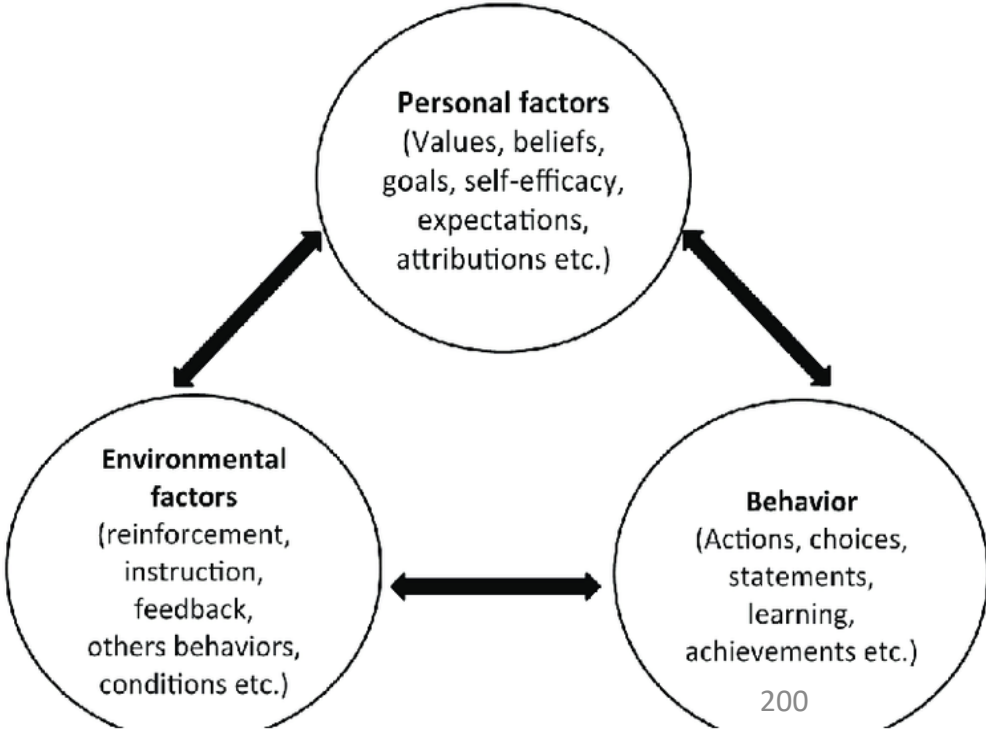 Personal factors
(Values, beliefs,
goals, self-efficacy,
expectations,
attributions etc.)
Environmental
factors
(reinforcement,
instruction,
feedback,
others behaviors,
conditions etc.)
Behavior
(Actions, choices,
statements,
learning,
achievements etc.)
200